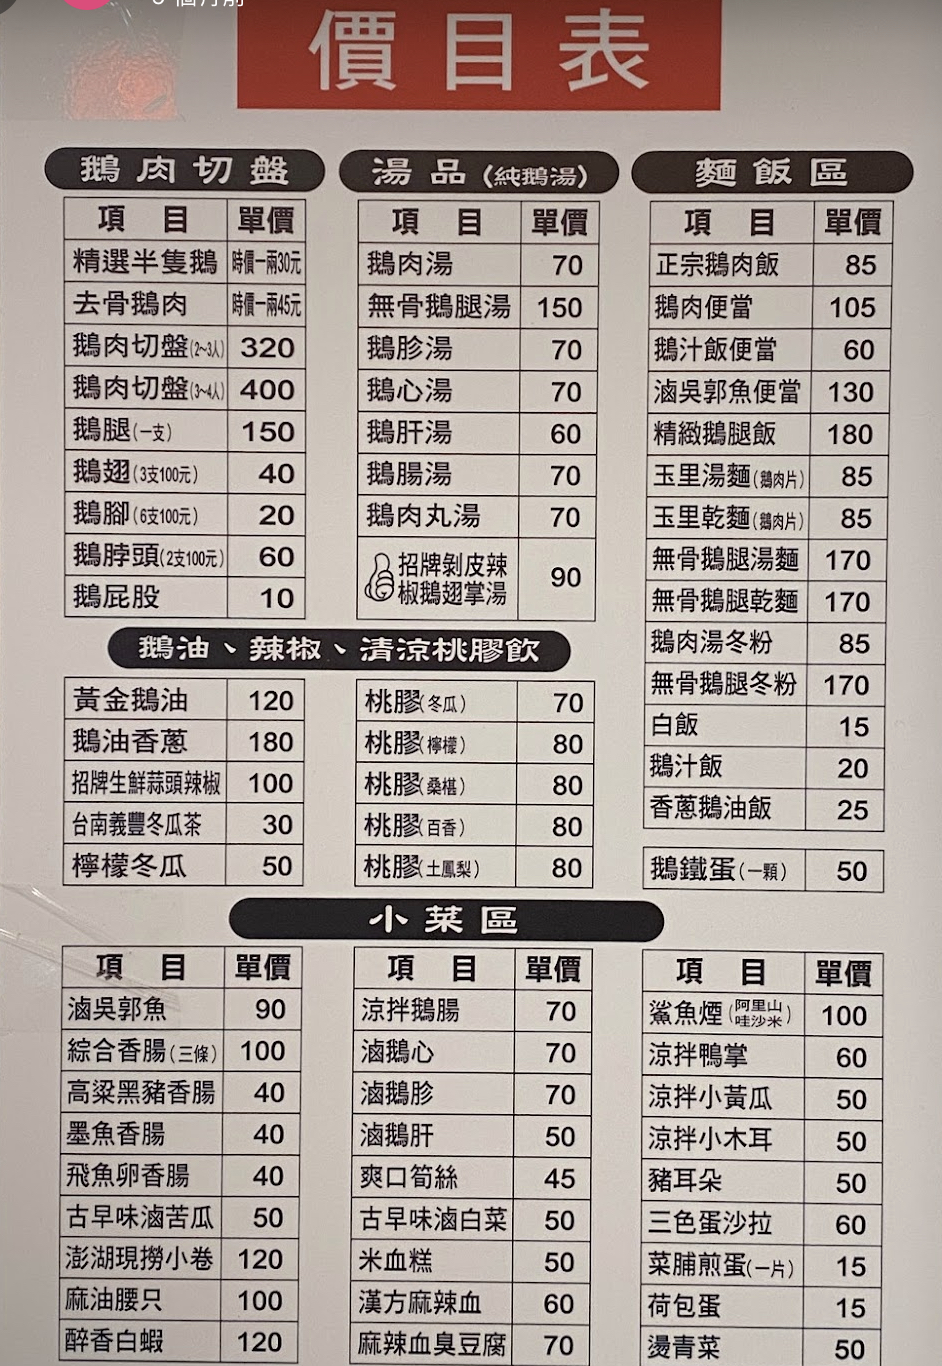 個月前
價目表
鵝肉切盤
項 目 單價
精選半隻鵝 時價一兩30元
去骨鵝肉 時價一兩45元
鵝肉切盤(2~3人) 320
鵝肉切盤(3~4人) 400
鵝腿(一支) 150
鵝翅(3支100元) 40
鵝腳(6支100元) 20
鵝脖頭(2支100元) 60
鵝屁股 10
湯品(純鵝湯)
項 目 單價
鵝肉湯 70
無骨鵝腿湯 150
鵝胗湯 70
鵝心湯 70
鵝肝湯 60
鵝腸湯 70
鵝肉丸湯 70
招牌剝皮辣
椒鵝翅掌湯 90
麵飯區
項 目 單價
正宗鵝肉飯 85
鵝肉便當 105
鵝汁飯便當 60
滷吳郭魚便當 130
精緻鵝腿飯 180
玉里湯麵(鵝肉片) 85
玉里乾麵(鵝肉片) 85
無骨鵝腿湯麵 170
無骨鵝腿乾麵 170
鵝肉湯冬粉 85
無骨鵝腿冬粉 170
白飯 15
鵝汁飯 20
香蔥鵝油飯 25
鵝鐵蛋(一顆) 50
鵝油、辣椒、清涼桃膠飲
黃金鵝油 120
鵝油香蔥 180
招牌生鮮蒜頭辣椒 100
台南義豐冬瓜茶 30
檸檬冬瓜 50
桃膠(冬瓜) 70
桃膠(檸檬) 80
桃膠(桑椹) 80
桃膠(百香) 80
桃膠(土鳳梨) 80
小菜區
項 目 單價
滷吳郭魚 90
綜合香腸(三條) 100
高粱黑豬香腸 40
墨魚香腸 40
飛魚卵香腸 40
古早味滷苦瓜 50
澎湖現撈小卷 120
麻油腰只 100
醉香白蝦 120
項 目 單價
涼拌鵝腸 70
滷鵝心 70
滷鵝胗 70
滷鵝肝 50
爽口筍絲 45
古早味滷白菜 50
米血糕 50
漢方麻辣血 60
麻辣血臭豆腐 70
項 目 單價
鯊魚煙(阿里山
哇沙米) 100
涼拌鴨掌 60
涼拌小黃瓜 50
涼拌小木耳 50
豬耳朵 50
三色蛋沙拉 60
菜脯煎蛋(一片) 15
荷包蛋 15
燙青菜 50